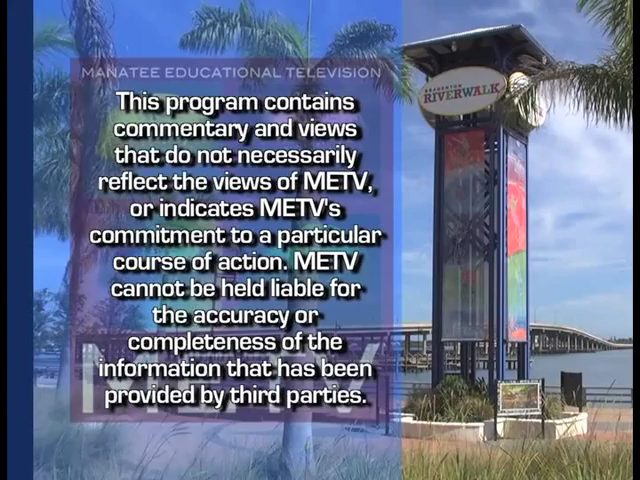 MANATEE EDUCATIONAL TELEVISION
This program contains
commentary and views
that do not necessarily
reflect the views of METV,
or indicates METV's
commitment to a particular
course of action. METV
cannot be held liable for
the accuracy or
completeness of the
information that has been
provided by third parties.
METV
BRADENTON
RIVERWALK